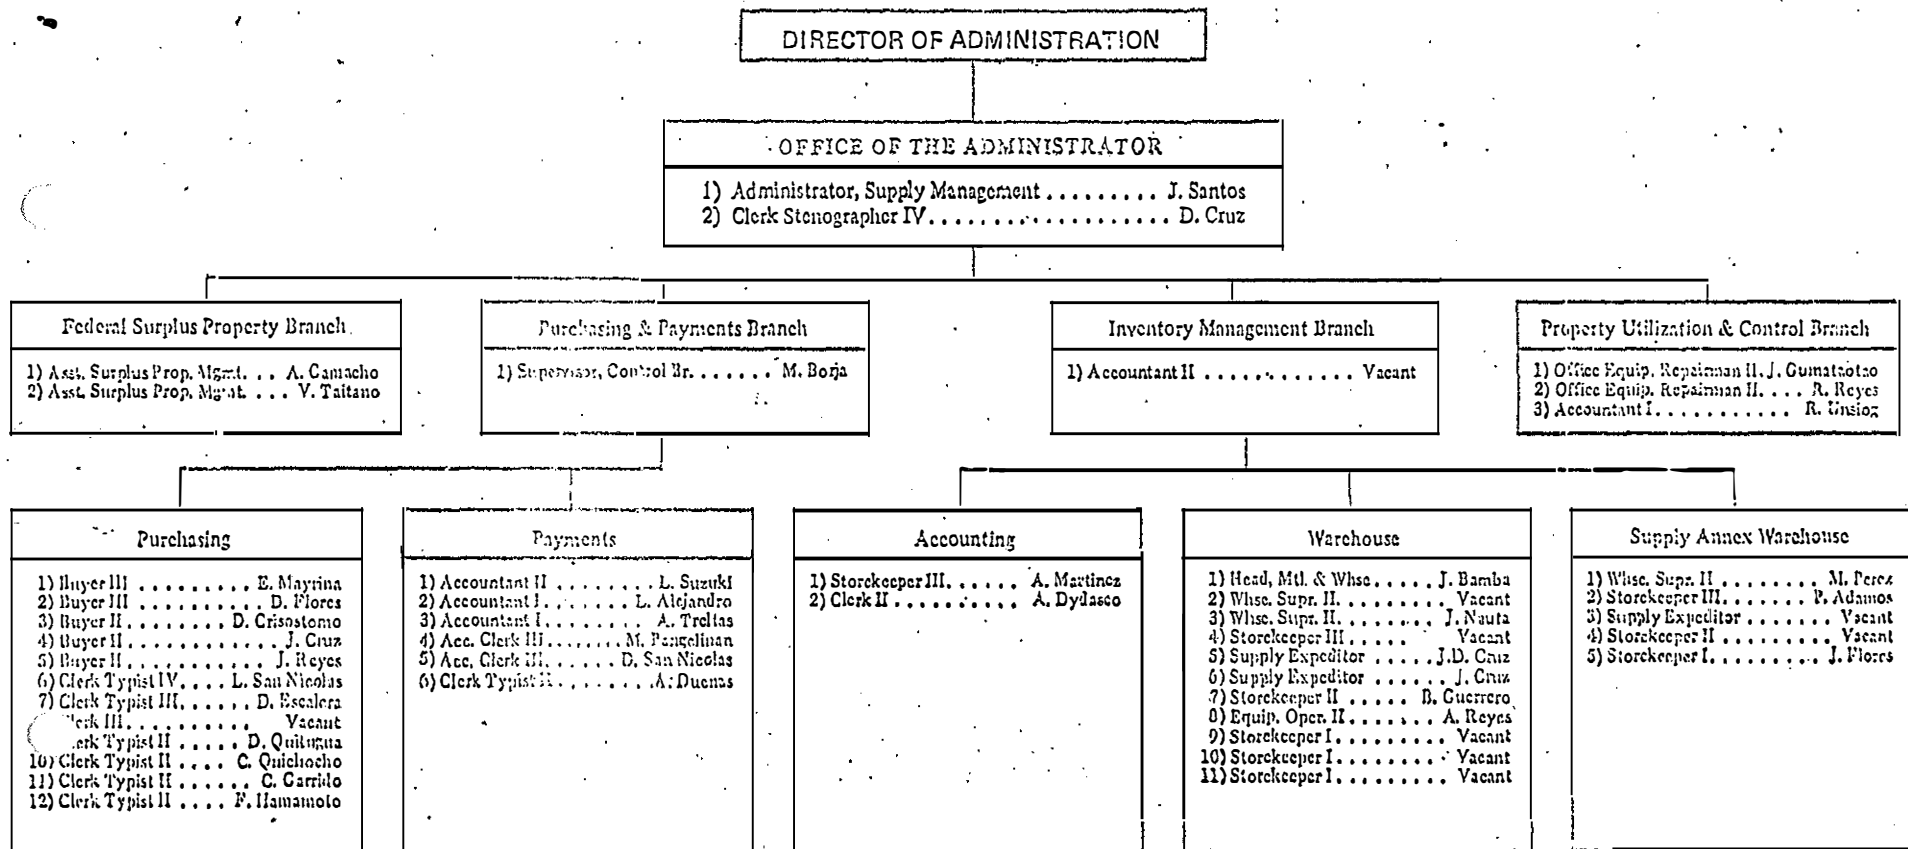 DIRECTOR OF ADMINISTRATION
OFFICE OF THE ADMINISTRATOR
1) Administrator, Supply Management . . . . . . . . . J. Santos
2) Clerk Stenographer IV . . . . . . . . . . . . . . . . . . D. Cruz
Federal Surplus Property Branch
1) Asst. Surplus Prop. Mgmt. . . . A. Camacho
2) Asst. Surplus Prop. Mgmt. . . . . V. Taitano
Purchasing & Payments Branch
1) Supervisor, Control Br. . . . . . . M. Borja
Inventory Management Branch
1) Accountant II . . . . . . . . . . . . Vacant
Property Utilization & Control Branch
1) Office Equip. Repairman II. J. Gumataotao
2) Office Equip. Repairman II. . . . R. Reyes
3) Accountant I. . . . . . . . . . . R.
Purchasing
1) Buyer III . . . . . . . . . E. Mayrina
2) Buyer III . . . . . . . . . . D. Flores
3) Buyer II . . . . . . . D. Crisostomo
4) Buyer II . . . . . . . . . . . . J. Cruz
5) Buyer II . . . . . . . . . . . J. Reyes
6) Clerk Typist IV. . . . L. San Nicolas
7) Clerk Typist III. . . . . . D. Escalera
Clerk III. . . . . . . . . . Vacant
erk Typist II . . . . . D. Quitugua
10) Clerk Typist II . . . . C. Quichocho
11) Clerk Typist II . . . . . . C. Garrido
12) Clerk Typist II . . . . F. Hamamoto
Payments
1) Accountant II . . . . . . . . L. Suzuki
2) Accountant I. . . . . . . L. Alejandro
3) Accountant I. . . . . . . . . A. Treltas
4) Acc. Clerk III . . . . . . M. Pangelinan
5) Acc. Clerk III. . . . . D. San Nicolas
6) Clerk Typist II . . . . . . . A. Duenas
Accounting
1) Storekeeper III. . . . . . A. Martinez
2) Clerk II . . . . . . . . . . A. Dydasco
Warehouse
1) Head, Mtl. & Whse . . . . . J. Bamba
2) Whse. Supr. II. . . . . . . . . Vacant
3) Whse. Supr. II. . . . . . . . J. Nauta
4) Storekeeper III . . . . . Vacant
5) Supply Expeditor . . . . . J.D. Cruz
6) Supply Expeditor . . . . . . J. Cruz
7) Storekeeper II . . . . . B. Guerrero
8) Equip. Oper. II . . . . . . A. Reyes
9) Storekeeper I. . . . . . . . . Vacant
10) Storekeeper I. . . . . . . . . Vacant
11) Storekeeper I. . . . . . . . . Vacant
Supply Annex Warehouse
1) Whse. Supr. II . . . . . . . . M. Perez
2) Storekeeper III. . . . . . . P. Adamos
3) Supply Expeditor . . . . . . . Vacant
4) Storekeeper II . . . . . . . . Vacant
5) Storekeeper I. . . . . . . . . J. Flores